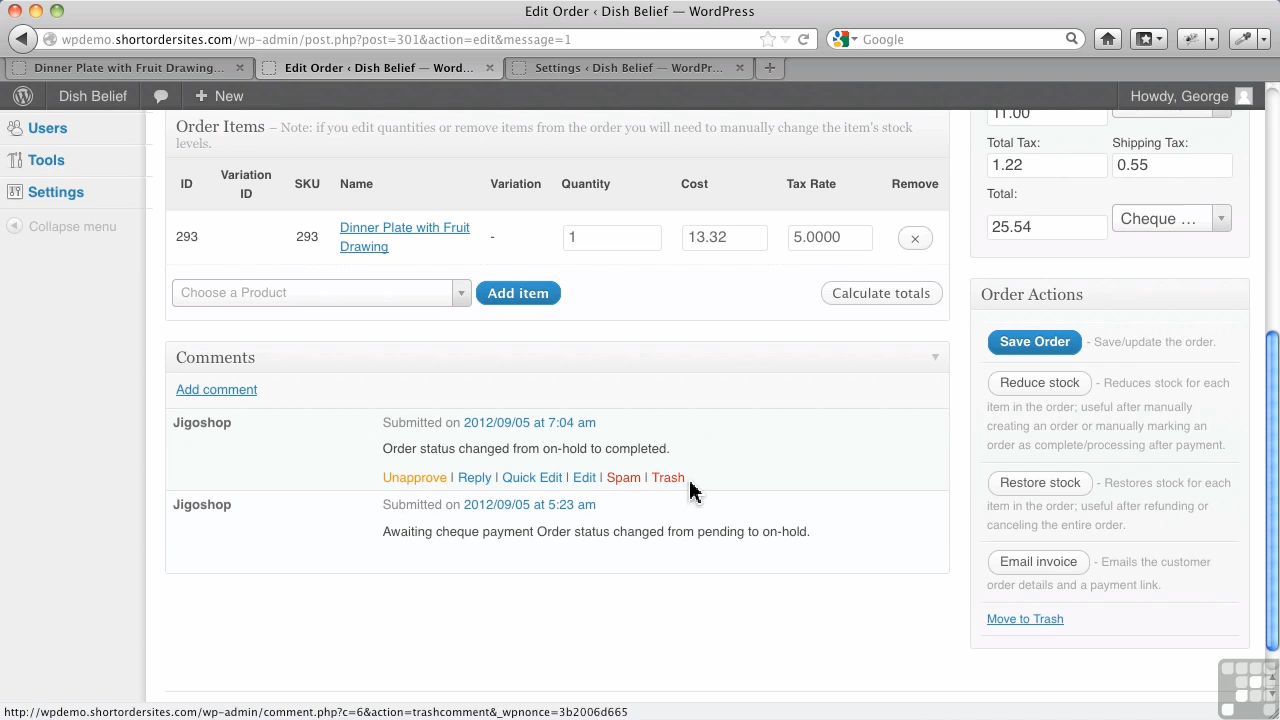 Edit Order ‹ Dish Belief — WordPress
wpdemo.shortordersites.com/wp-admin/post.php?post=301&action=edit&message=1
Google
Dinner Plate with Fruit Drawing...
Edit Order ‹ Dish Belief — Word...
Settings ‹ Dish Belief — WordPr...
Dish Belief
+ New
Howdy, George
Users
Tools
Settings
Collapse menu
Order Items – Note: if you edit quantities or remove items from the order you will need to manually change the item's stock
levels.
ID Variation ID SKU Name Variation Quantity Cost Tax Rate Remove
293 293 Dinner Plate with Fruit Drawing - 1 13.32 5.0000 ×
Choose a Product
Add item
Calculate totals
Comments
Add comment
Jigoshop Submitted on 2012/09/05 at 7:04 am
Order status changed from on-hold to completed.
Unapprove | Reply | Quick Edit | Edit | Spam | Trash
Jigoshop Submitted on 2012/09/05 at 5:23 am
Awaiting cheque payment Order status changed from pending to on-hold.
11.00
Total Tax: Shipping Tax:
1.22 0.55
Total:
25.54 Cheque ...
Order Actions
Save Order - Save/update the order.
Reduce stock - Reduces stock for each
item in the order; useful after manually
creating an order or manually marking an
order as complete/processing after payment.
Restore stock - Restores stock for each
item in the order; useful after refunding or
canceling the entire order.
Email invoice - Emails the customer
order details and a payment link.
Move to Trash
http://wpdemo.shortordersites.com/wp-admin/comment.php?c=6&action=trashcomment&_wpnonce=3b2006d665